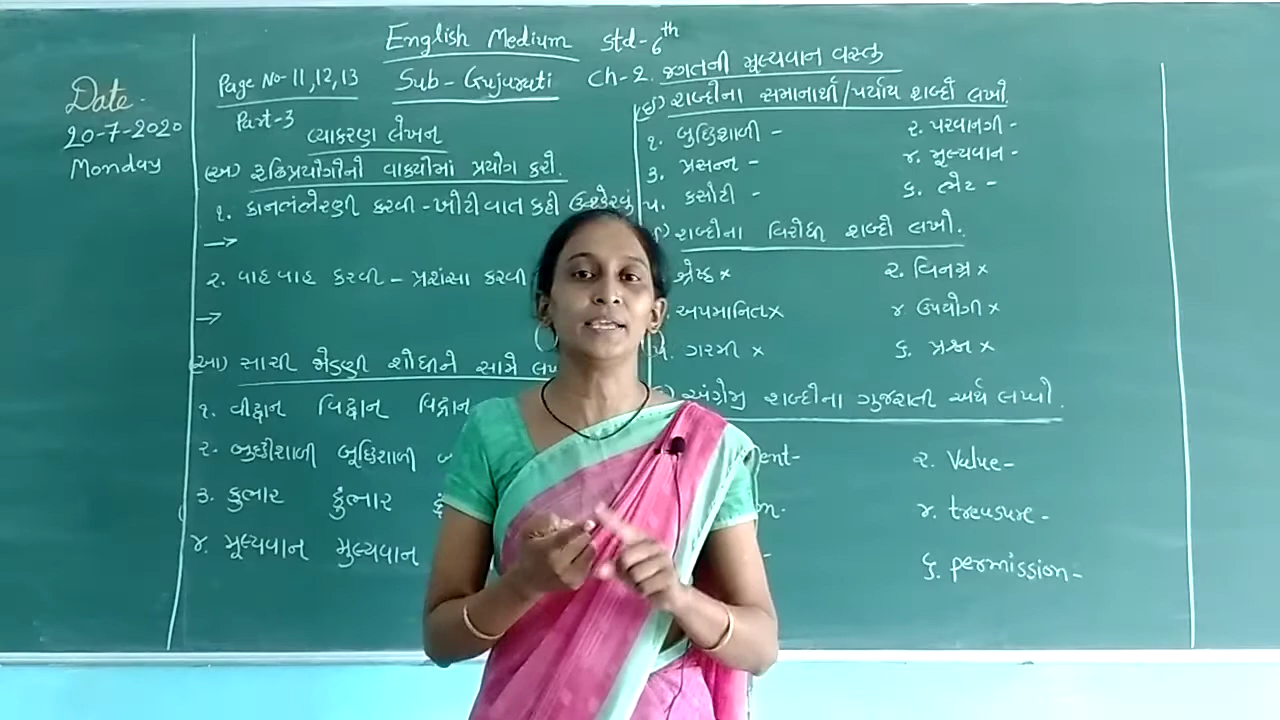 English Medium std-6th
Date.
20-7-2020
Monday
Page No-11,12,13 Sub-Gujarati Ch-2. જગતની મૂલ્યવાન વસ્તુ
Part-3
વ્યાકરણ લેખન
(અ) રૂઢિપ્રયોગોનો વાક્યોમાં પ્રયોગ કરો.
૧. કાનભંભેરણી કરવી - ખોટી વાત કહી ઉશ્કેરવું
→
૨. વાહ વાહ કરવી - પ્રશંસા કરવી
→
(આ) સાચી જોડણી શોધીને સામે લખ
૧. વીદ્વાન વિદ્વાન વિદ્રાન
૨. બુદ્ધીશાળી બૂદ્ધિશાળી
૩. કુભાર કુંભાર
૪. મૂલ્યવાન મુલ્યવાન
(ઇ) શબ્દોના સમાનાર્થી/પર્યાય શબ્દો લખો.
૧. બુદ્ધિશાળી - ૨. પરવાનગી -
૩. પ્રસન્ન - ૪. મૂલ્યવાન -
૫. કસોટી - ૬. ભેટ -
શબ્દોના વિરોધી શબ્દો લખો.
શ્રેષ્ઠ × ૨. વિનમ્ર ×
અપમાનિત × ૪ ઉપયોગી ×
૫. ગરમી × ૬. પ્રશ્ન ×
અંગ્રેજી શબ્દોના ગુજરાતી અર્થ લખો.
ent- ૨. Value-
૪. treasure-
૬. permission-